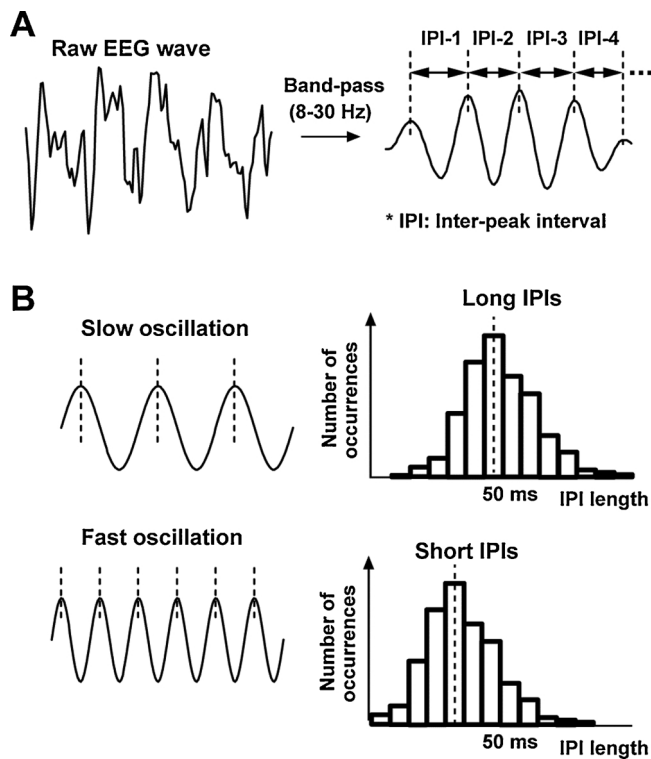 A
Raw EEG wave
Band-pass
(8-30 Hz)
IPI-1 IPI-2 IPI-3 IPI-4
* IPI: Inter-peak interval
B
Slow oscillation
Long IPIs
Number of
occurrences
50 ms
IPI length
Fast oscillation
Short IPIs
Number of
occurrences
50 ms
IPI length